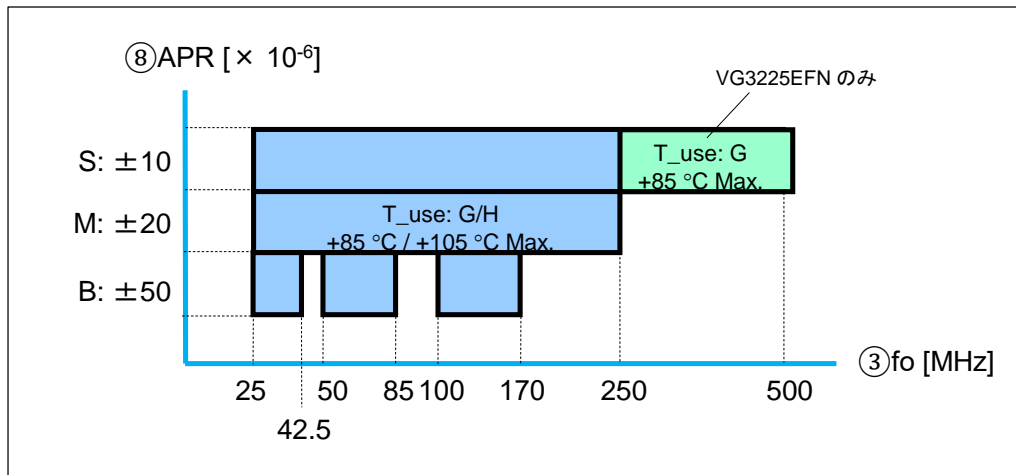 ⑧APR [× 10-6]
VG3225EFN のみ
S: ±10
T_use: G
+85 °C Max.
M: ±20
T_use: G/H
+85 °C / +105 °C Max.
B: ±50
③fo [MHz]
25 50 85 100 170 250 500
42.5